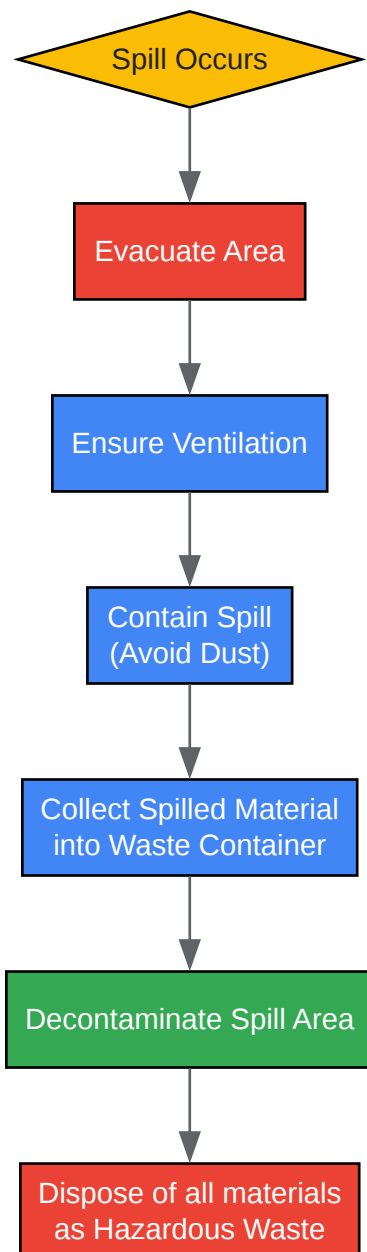 Spill Occurs
Evacuate Area
Ensure Ventilation
Contain Spill
(Avoid Dust)
Collect Spilled Material
into Waste Container
Decontaminate Spill Area
Dispose of all materials
as Hazardous Waste